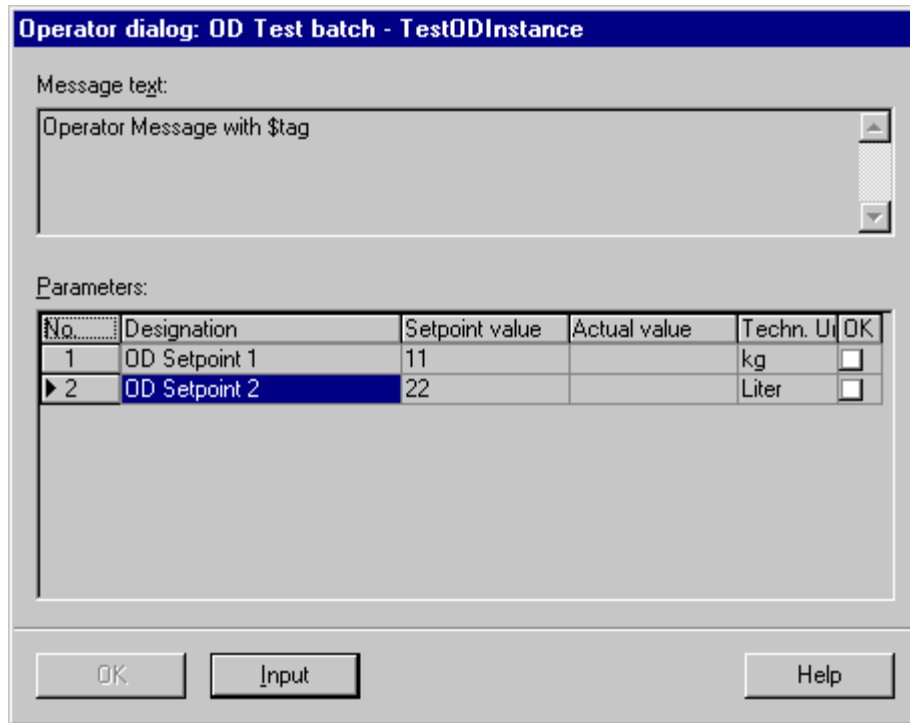 Operator dialog: OD Test batch - TestODInstance
Message text:
Operator Message with $tag
Parameters:
No. Designation Setpoint value Actual value Techn. OK
1 OD Setpoint 1 11 kg
2 OD Setpoint 2 22 Liter
OK Input Help